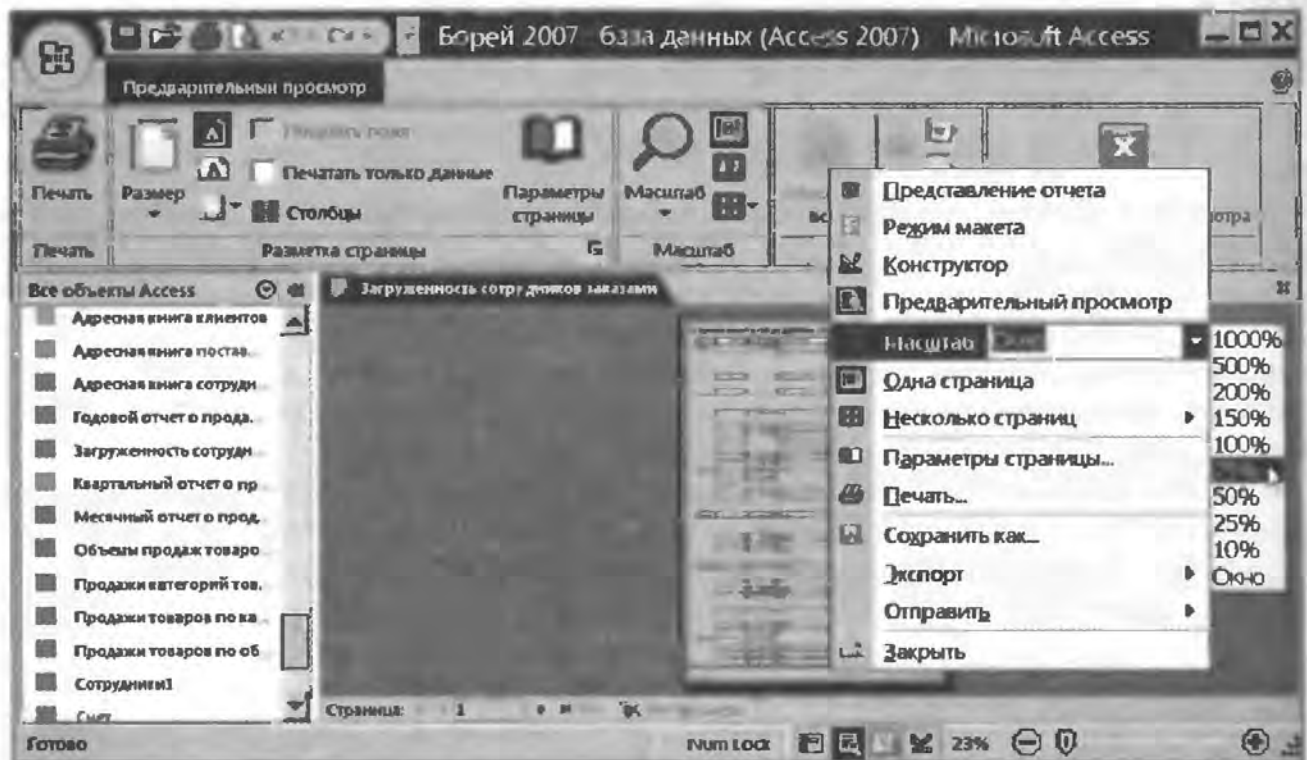 Борей 2007 база данных (Access 2007) Microsoft Access
Предварительный просмотр
Печать
Размер
Показать поля
Печатать только данные
Столбцы
Параметры
страницы
Масштаб
Печать
Разметка страницы
Масштаб
отра
Все объекты Access
Адресная книга клиентов
Адресная книга постав...
Адресная книга сотрудн
Годовой отчет о прода.
Загруженность сотрудн
Квартальный отчет о пр
Месячный отчет о прод.
Объемы продаж товаро
Продажи категорий тов.
Продажи товаров по ка
Продажи товаров по об
Сотрудники1
Счет
Загруженность сотрудников заказами
Представление отчета
Режим макета
Конструктор
Предварительный просмотр
Масштаб Окно
Одна страница
Несколько страниц
Параметры страницы...
Печать...
Сохранить как...
Экспорт
Отправить
Закрыть
1000%
500%
200%
150%
100%
50%
25%
10%
Окно
Страница: 1
Готово
Num Lock 23%